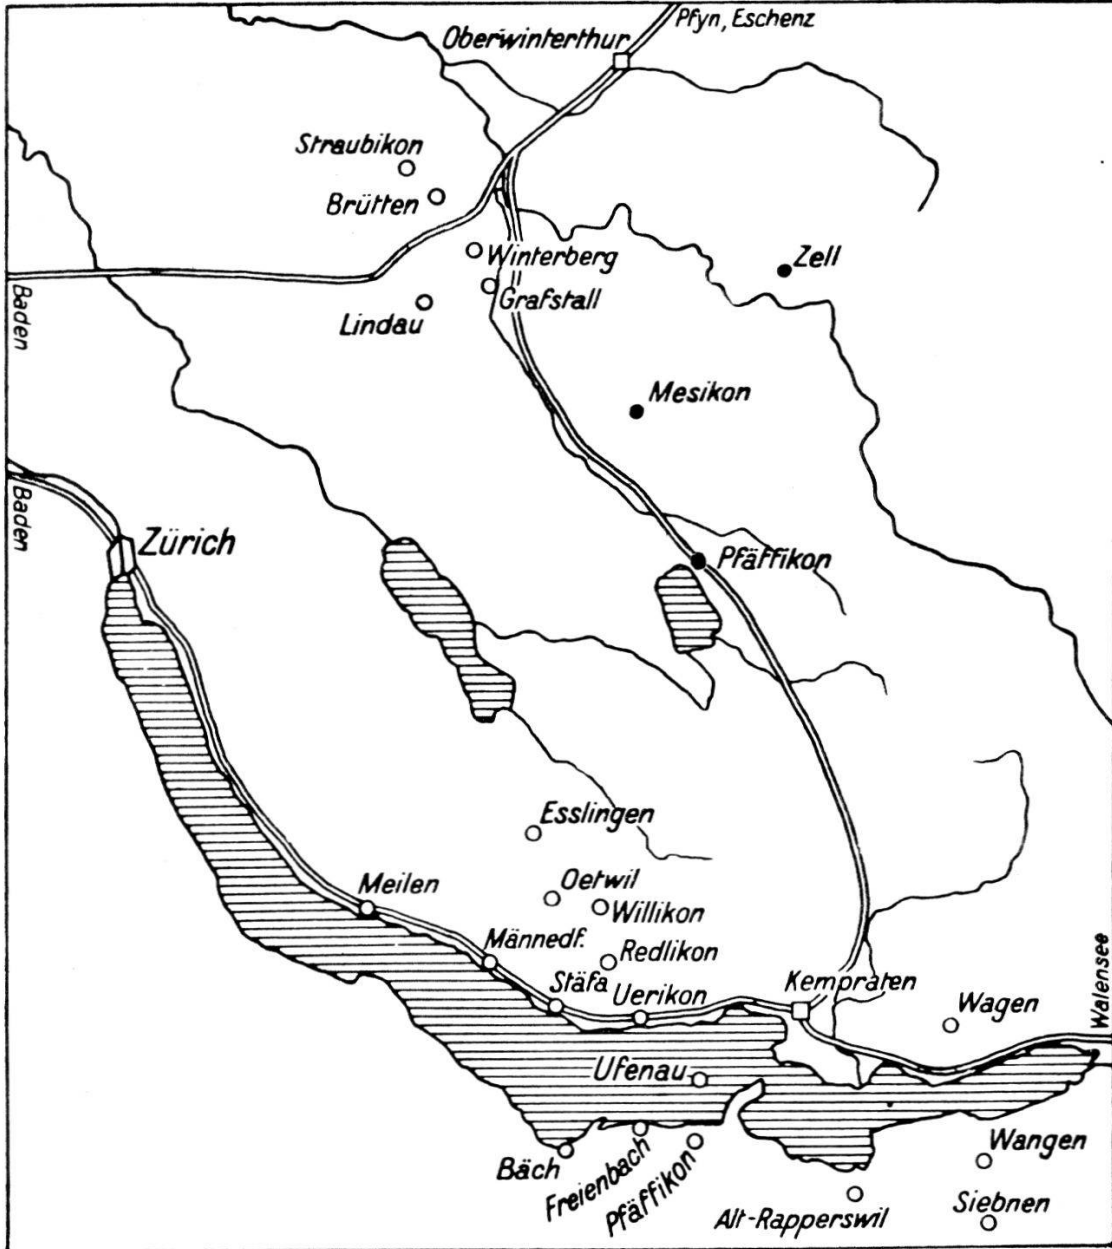 Pfyn, Eschenz
Oberwinterthur
Straubikon
Brütten
Winterberg
Zell
Grafstall
Baden
Lindau
Mesikon
Baden
Zürich
Pfäffikon
Esslingen
Oetwil
Meilen
Willikon
Männedf.
Redlikon
Stäfa
Uerikon
Kempraten
Wagen
Walensee
Ufenau
Bäch
Freienbach
Pfäffikon
Wangen
Alt-Rapperswil
Siebnen